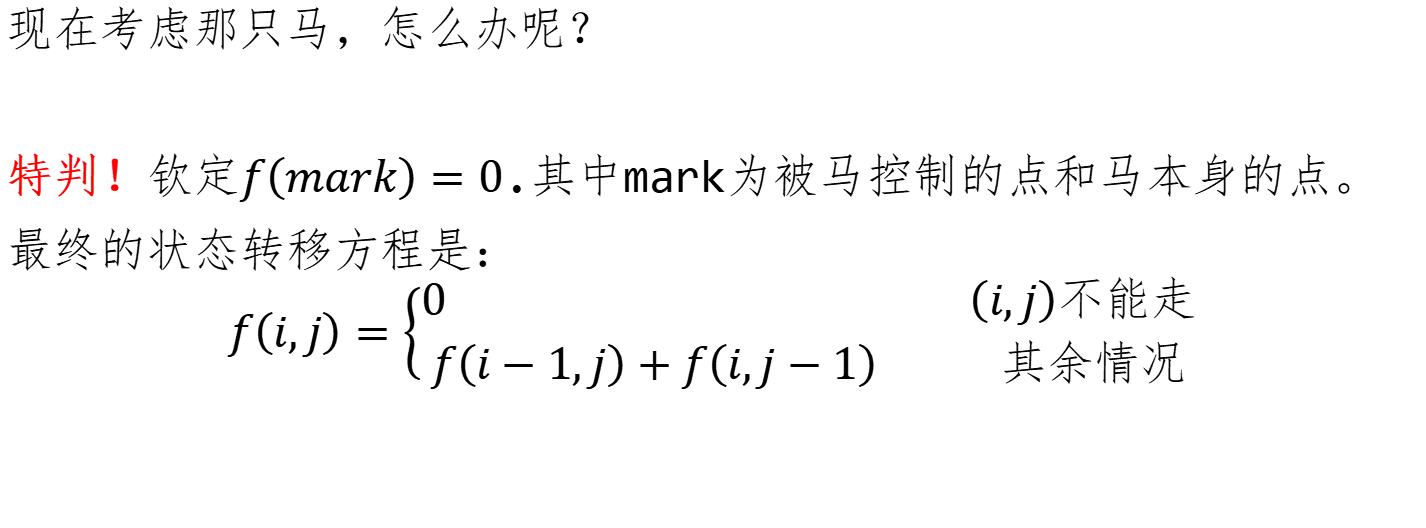 现在考虑那只马，怎么办呢？
特判！钦定f(mark) = 0.其中mark为被马控制的点和马本身的点。
最终的状态转移方程是：
f(i,j) = {0 (i,j)不能走
f(i − 1,j) + f(i,j − 1) 其余情况